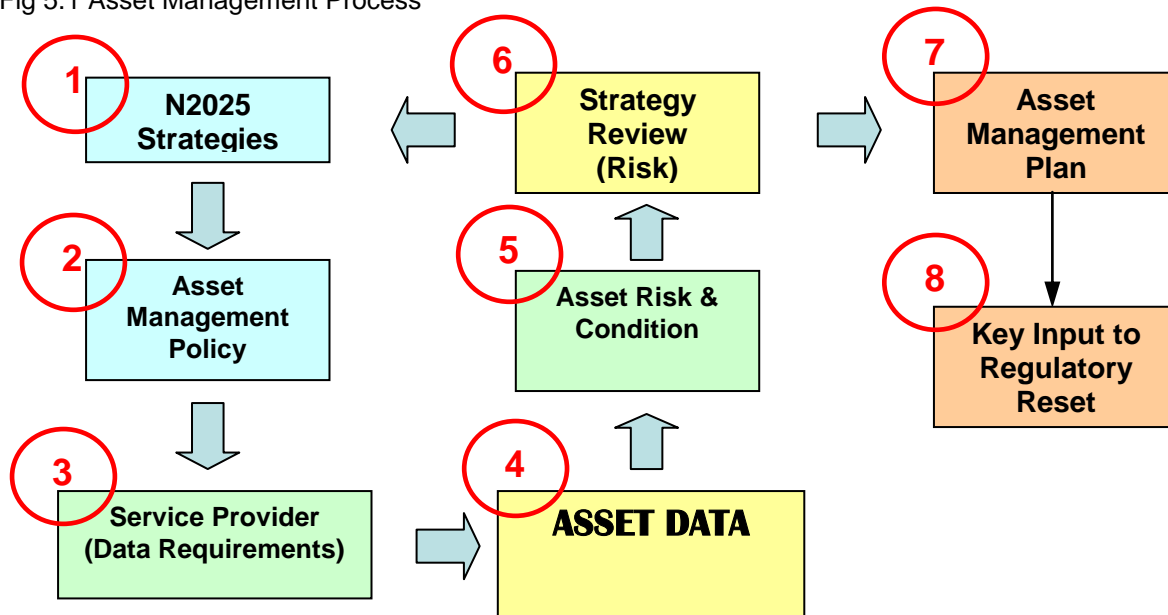 Fig 5.1 Asset Management Process
1
N2025
Strategies
2
Asset
Management
Policy
3
Service Provider
(Data Requirements)
4
ASSET DATA
5
Asset Risk &
Condition
6
Strategy
Review
(Risk)
7
Asset
Management
Plan
8
Key Input to
Regulatory
Reset